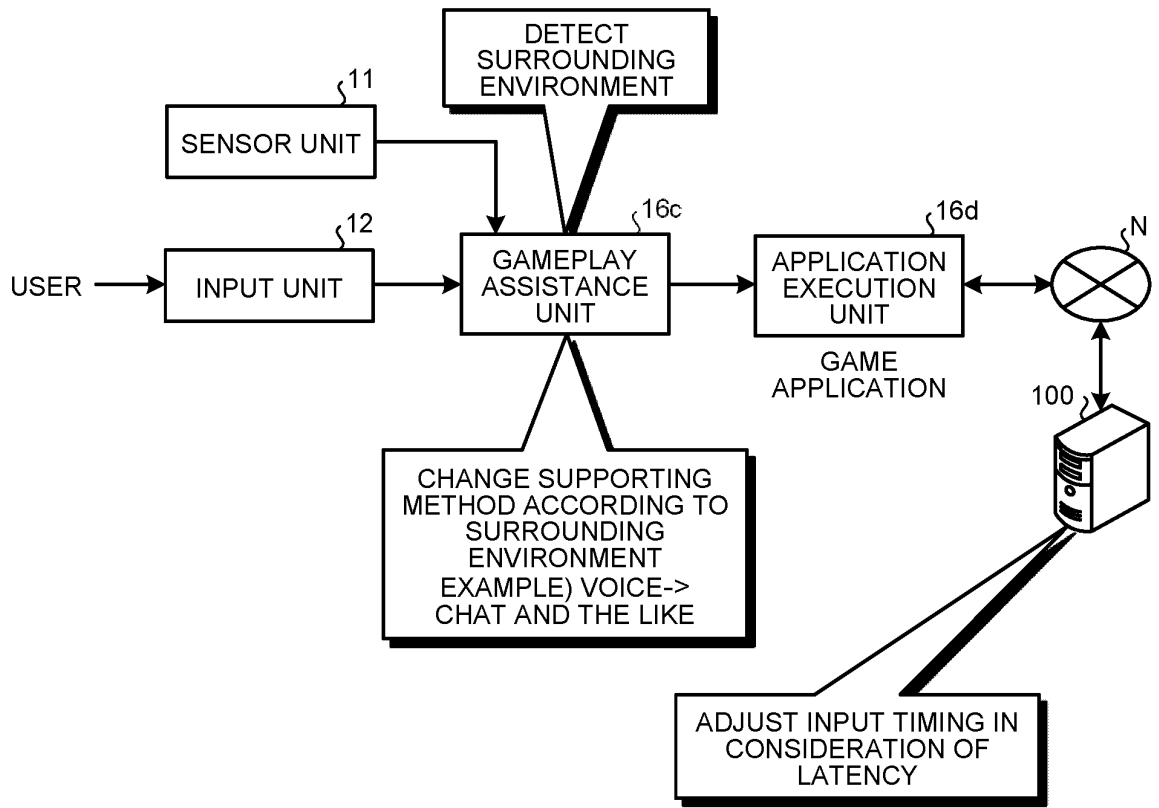 DETECT
SURROUNDING
ENVIRONMENT
11
SENSOR UNIT
12
16c
16d
N
USER
INPUT UNIT
GAMEPLAY
ASSISTANCE
UNIT
APPLICATION
EXECUTION
UNIT
GAME
APPLICATION
100
CHANGE SUPPORTING
METHOD ACCORDING TO
SURROUNDING
ENVIRONMENT
EXAMPLE) VOICE->
CHAT AND THE LIKE
ADJUST INPUT TIMING IN
CONSIDERATION OF
LATENCY